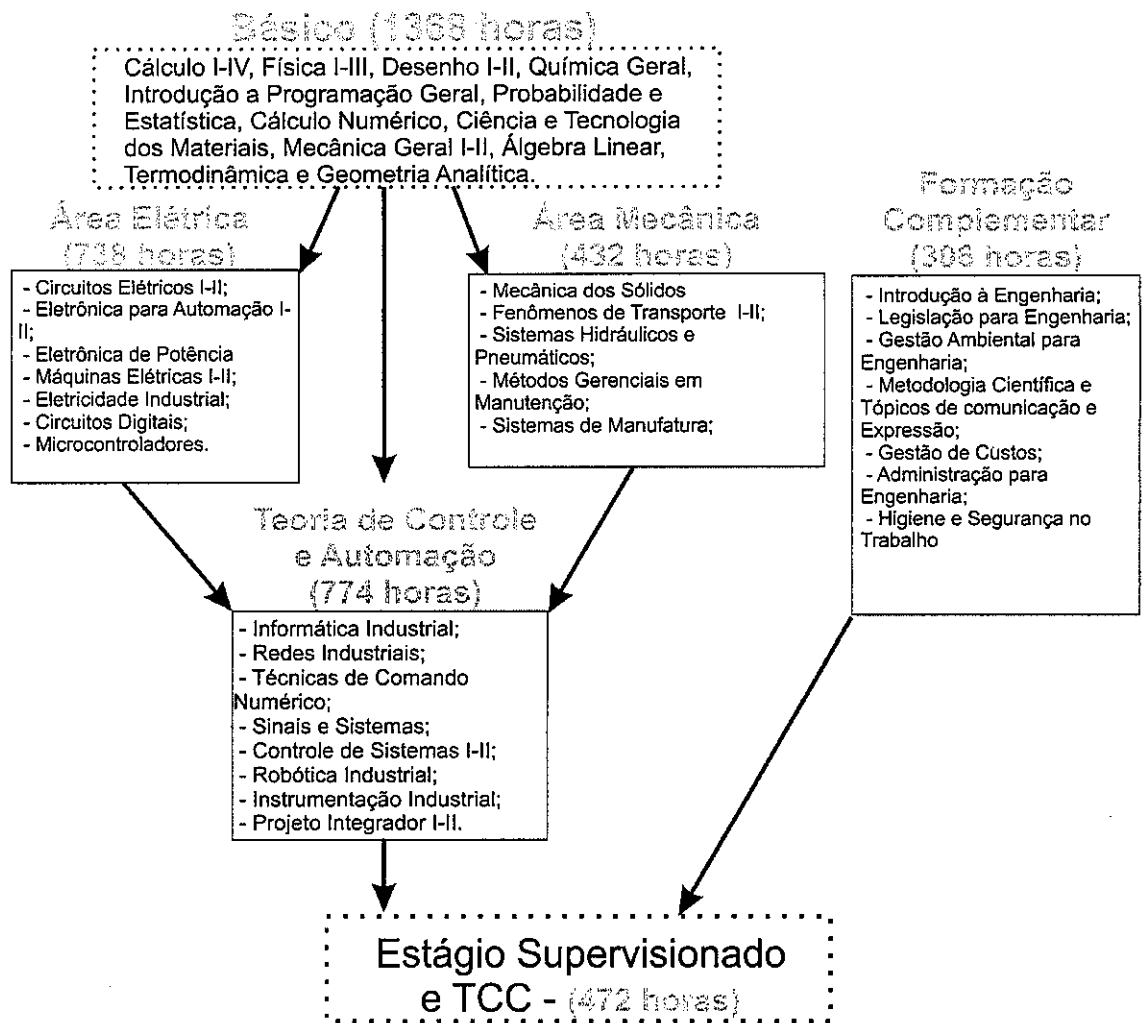 Básico (1368 horas)
Cálculo I-IV, Física I-III, Desenho I-II, Química Geral,
Introdução a Programação Geral, Probabilidade e
Estatística, Cálculo Numérico, Ciência e Tecnologia
dos Materiais, Mecânica Geral I-II, Álgebra Linear,
Termodinâmica e Geometria Analítica.
Área Elétrica
(738 horas)
- Circuitos Elétricos I-II;
- Eletrônica para Automação I-
II;
- Eletrônica de Potência
- Máquinas Elétricas I-II;
- Eletricidade Industrial;
- Circuitos Digitais;
- Microcontroladores.
Área Mecânica
(432 horas)
- Mecânica dos Sólidos
- Fenômenos de Transporte I-II;
- Sistemas Hidráulicos e
Pneumáticos;
- Métodos Gerenciais em
Manutenção;
- Sistemas de Manufatura;
Formação
Complementar
(306 horas)
- Introdução à Engenharia;
- Legislação para Engenharia;
- Gestão Ambiental para
Engenharia;
- Metodologia Científica e
Tópicos de comunicação e
Expressão;
- Gestão de Custos;
- Administração para
Engenharia;
- Higiene e Segurança no
Trabalho
Teoria de Controle
e Automação
(774 horas)
- Informática Industrial;
- Redes Industriais;
- Técnicas de Comando
Numérico;
- Sinais e Sistemas;
- Controle de Sistemas I-II;
- Robótica Industrial;
- Instrumentação Industrial;
- Projeto Integrador I-II.
Estágio Supervisionado
e TCC - (472 horas)